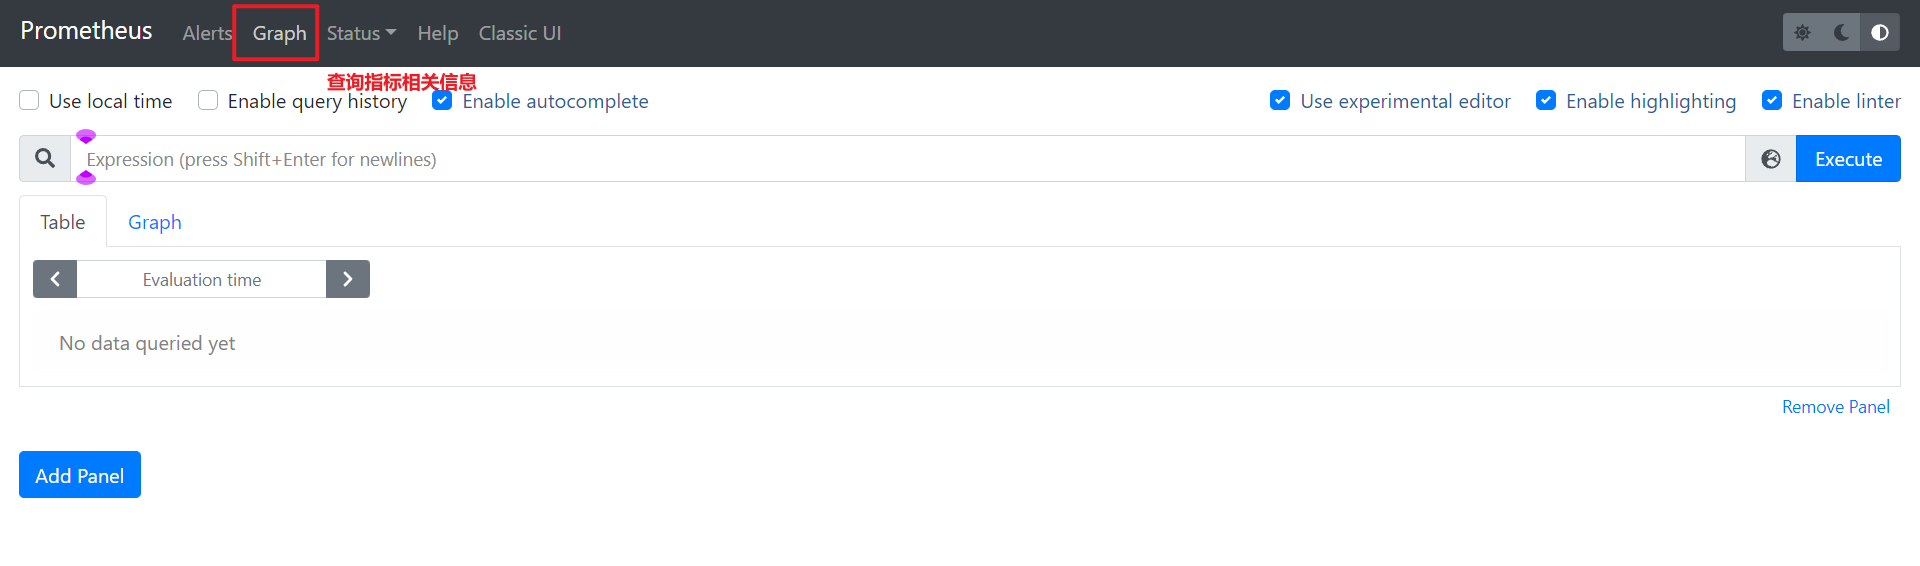 Prometheus Alerts Graph Status Help Classic UI
查询指标相关信息
Use local time Enable query history Enable autocomplete Use experimental editor Enable highlighting Enable linter
Expression (press Shift+Enter for newlines) Execute
Table Graph
Evaluation time
No data queried yet
Remove Panel
Add Panel